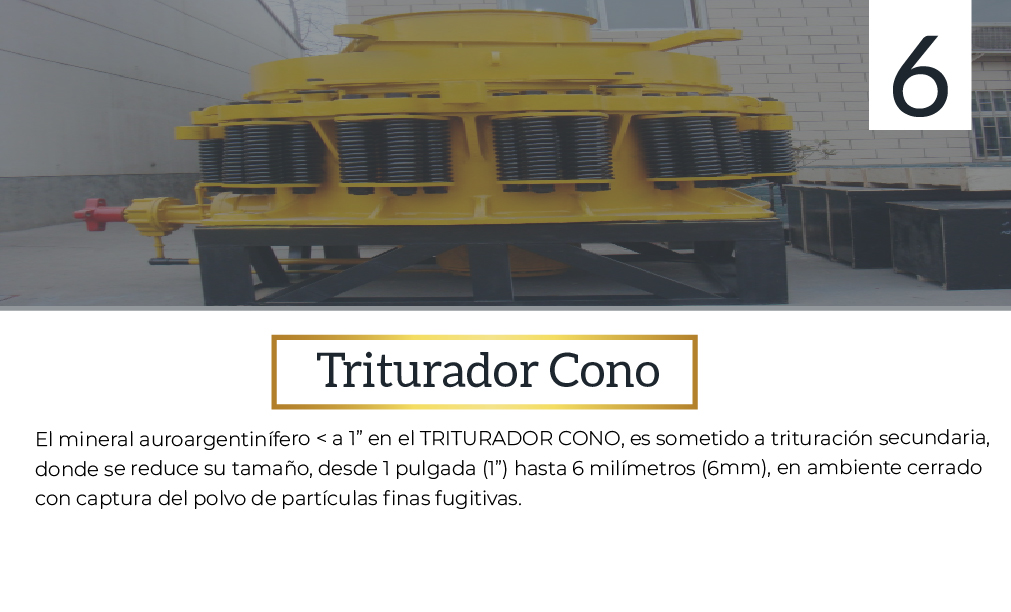 6
Triturador Cono
El mineral auroargentinífero < a 1” en el TRITURADOR CONO, es sometido a trituración secundaria,
donde se reduce su tamaño, desde 1 pulgada (1”) hasta 6 milímetros (6mm), en ambiente cerrado
con captura del polvo de partículas finas fugitivas.